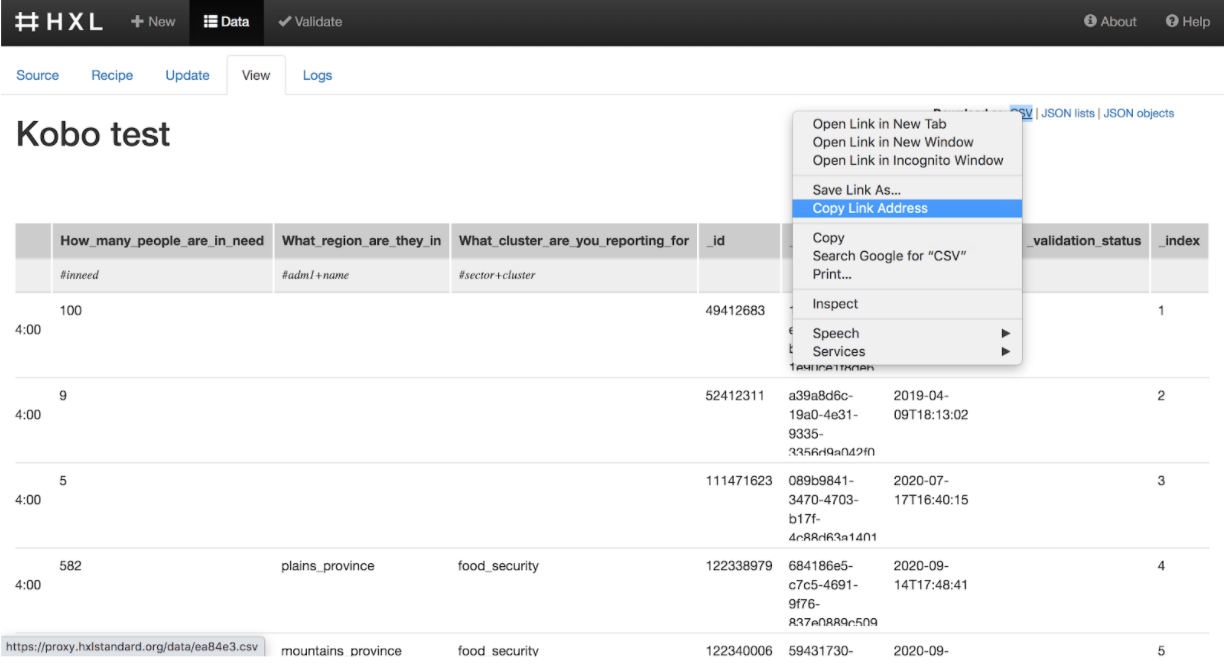 HXL New Data Validate About Help
Source Recipe Update View Logs
CSV | JSON lists | JSON objects
Kobo test
Open Link in New Tab
Open Link in New Window
Open Link in Incognito Window
Save Link As...
Copy Link Address
Copy
Search Google for “CSV”
Print...
Inspect
Speech
Services
How_many_people_are_in_need What_region_are_they_in What_cluster_are_you_reporting_for _id _validation_status _index
#inneed #adm1+name #sector+cluster
100 49412683 1
4:00
1e90ce1f8de6
9 52412311 a39a8d6c- 2019-04- 2
4:00 19a0-4e31- 09T18:13:02
9335-
3356d9a042f0
5 111471623 089b9841- 2020-07- 3
4:00 3470-4703- 17T16:40:15
b17f-
4c88d63a1401
582 plains_province food_security 122338979 684186e5- 2020-09- 4
4:00 c7c5-4691- 14T17:48:41
9f76-
837e0889c509
https://proxy.hxlstandard.org/data/ea84e3.csv mountains_province food_security 122340006 59431730- 2020-09- 5